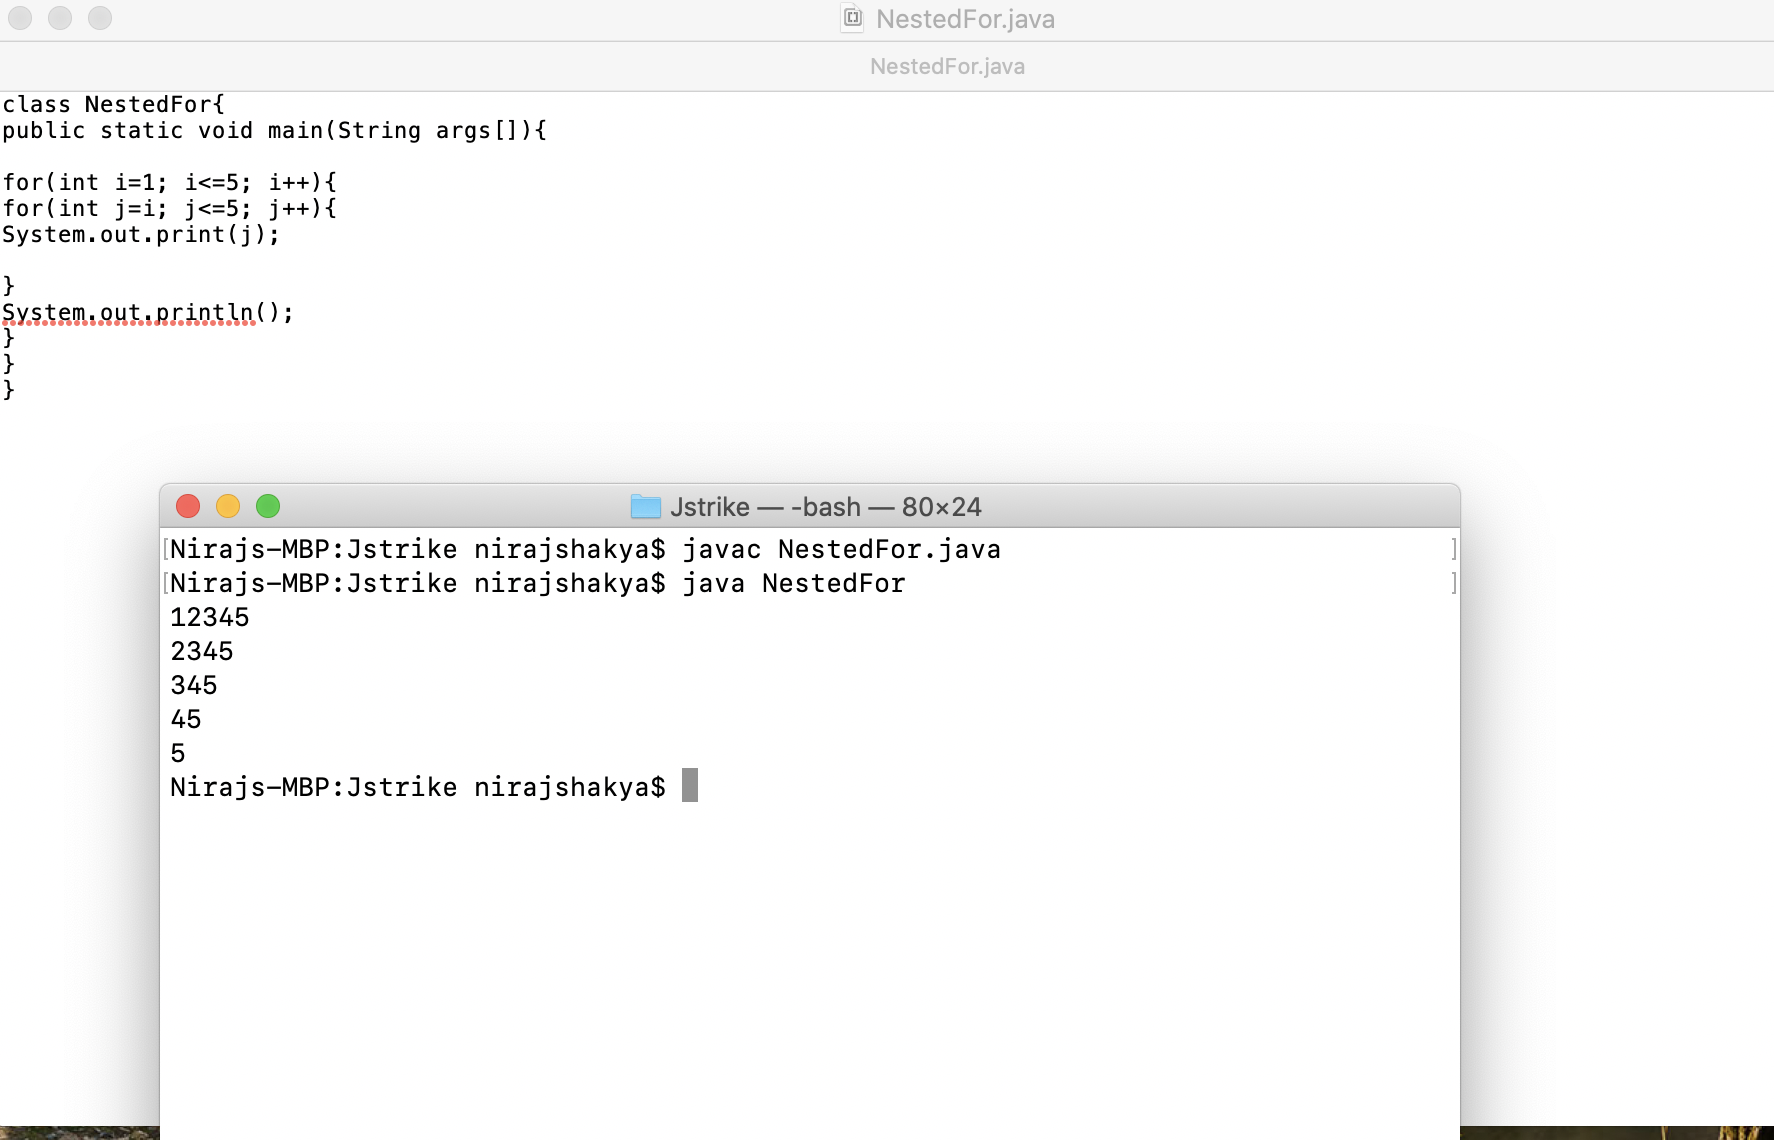 NestedFor.java
NestedFor.java
class NestedFor{
public static void main(String args[]){
for(int i=1; i<=5; i++){
for(int j=i; j<=5; j++){
System.out.print(j);
}
System.out.println();
}
}
}
Jstrike — -bash — 80×24
[Nirajs-MBP:Jstrike nirajshakya$ javac NestedFor.java ]
[Nirajs-MBP:Jstrike nirajshakya$ java NestedFor ]
12345
2345
345
45
5
Nirajs-MBP:Jstrike nirajshakya$